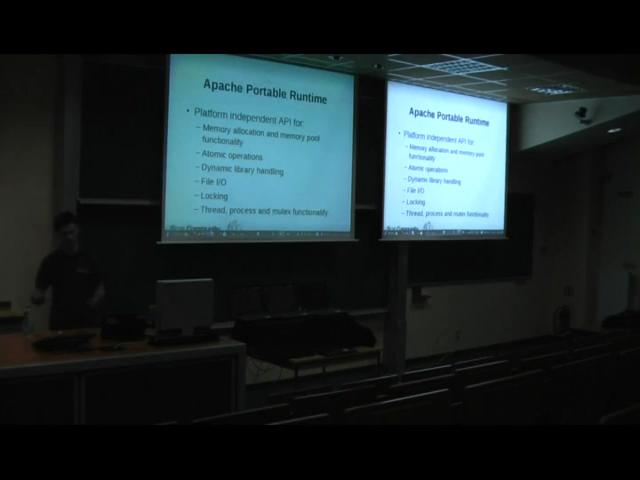 Apache Portable Runtime
• Platform independent API for:
– Memory allocation and memory pool
functionality
– Atomic operations
– Dynamic library handling
– File I/O
– Locking
– Thread, process and mutex functionality
Apache Portable Runtime
• Platform independent API for:
– Memory allocation and memory pool
functionality
– Atomic operations
– Dynamic library handling
– File I/O
– Locking
– Thread, process and mutex functionality